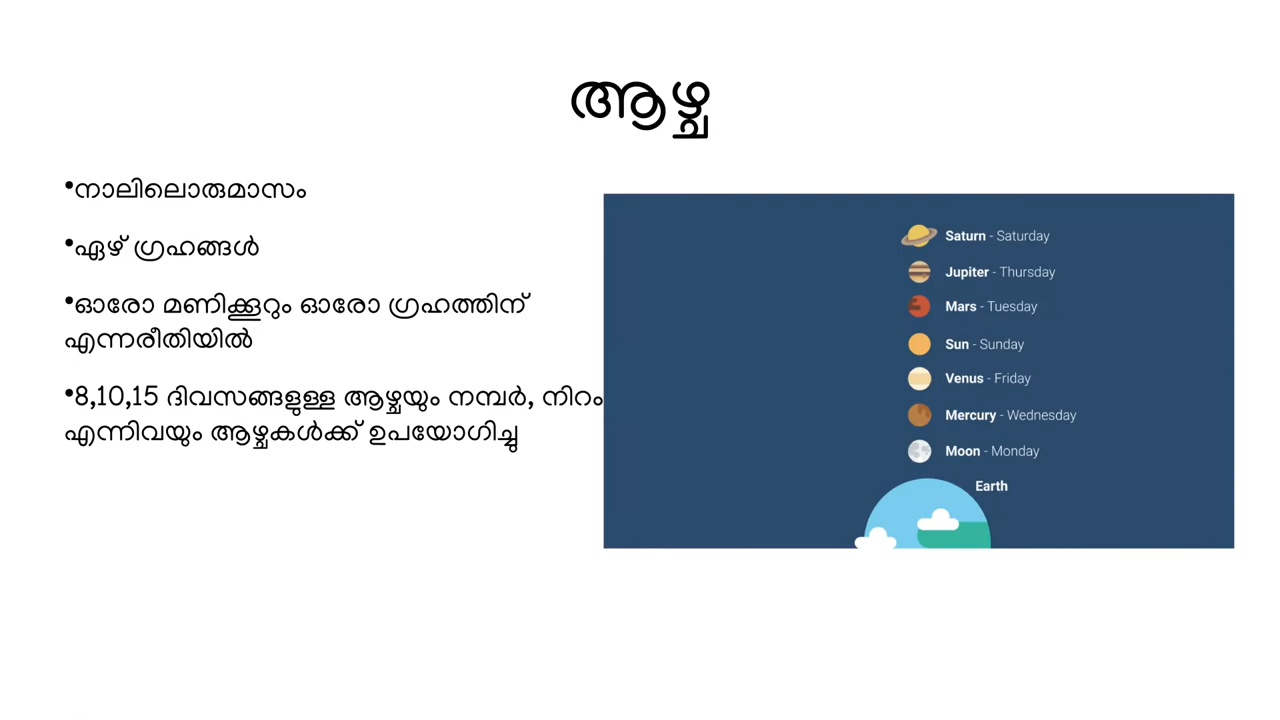 ആഴ്ച
•നാലിലൊരുമാസം
•ഏഴ് ഗ്രഹങ്ങൾ
•ഓരോ മണിക്കൂറും ഓരോ ഗ്രഹത്തിന്
എന്നരീതിയിൽ
•8,10,15 ദിവസങ്ങളുള്ള ആഴ്ചയും നമ്പർ, നിറം
എന്നിവയും ആഴ്ചകൾക്ക് ഉപയോഗിച്ചു
Saturn - Saturday
Jupiter - Thursday
Mars - Tuesday
Sun - Sunday
Venus - Friday
Mercury - Wednesday
Moon - Monday
Earth